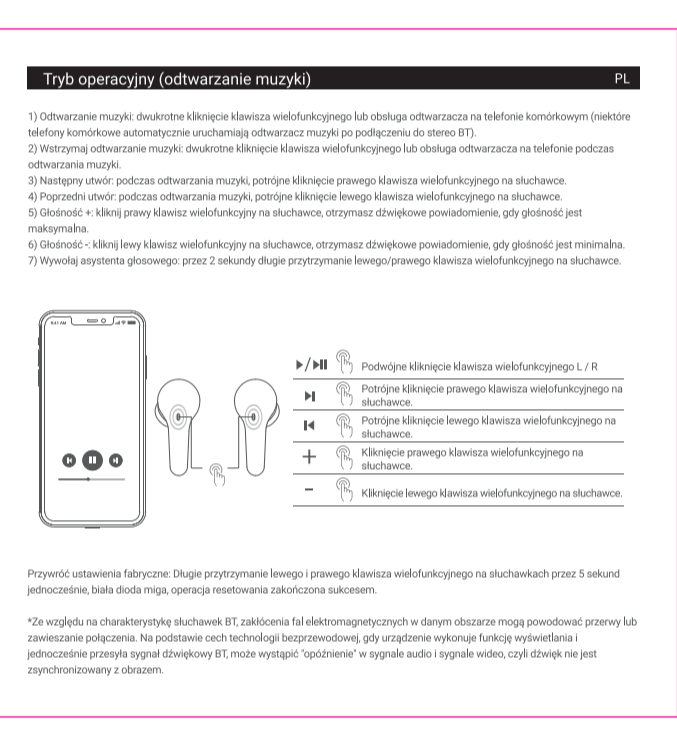 Tryb operacyjny (odtwarzanie muzyki) PL
1) Odtwarzanie muzyki: dwukrotne kliknięcie klawisza wielofunkcyjnego lub obsługa odtwarzacza na telefonie komórkowym (niektóre
telefony komórkowe automatycznie uruchamiają odtwarzacz muzyki po podłączeniu do stereo BT).
2) Wstrzymaj odtwarzanie muzyki: dwukrotne kliknięcie klawisza wielofunkcyjnego lub obsługa odtwarzacza na telefonie podczas
odtwarzania muzyki.
3) Następny utwór: podczas odtwarzania muzyki, potrójne kliknięcie prawego klawisza wielofunkcyjnego na słuchawce.
4) Poprzedni utwór: podczas odtwarzania muzyki, potrójne kliknięcie lewego klawisza wielofunkcyjnego na słuchawce.
5) Głośność +: kliknij prawy klawisz wielofunkcyjny na słuchawce, otrzymasz dźwiękowe powiadomienie, gdy głośność jest
maksymalna.
6) Głośność -: kliknij lewy klawisz wielofunkcyjny na słuchawce, otrzymasz dźwiękowe powiadomienie, gdy głośność jest minimalna.
7) Wywołaj asystenta głosowego: przez 2 sekundy długie przytrzymanie lewego/prawego klawisza wielofunkcyjnego na słuchawce.
9:41 AM
Podwójne kliknięcie klawisza wielofunkcyjnego L / R
Potrójne kliknięcie prawego klawisza wielofunkcyjnego na
słuchawce.
Potrójne kliknięcie lewego klawisza wielofunkcyjnego na
słuchawce.
+ Kliknięcie prawego klawisza wielofunkcyjnego na
słuchawce.
- Kliknięcie lewego klawisza wielofunkcyjnego na słuchawce.
Przywróć ustawienia fabryczne: Długie przytrzymanie lewego i prawego klawisza wielofunkcyjnego na słuchawkach przez 5 sekund
jednocześnie, biała dioda miga, operacja resetowania zakończona sukcesem.
*Ze względu na charakterystykę słuchawek BT, zakłócenia fal elektromagnetycznych w danym obszarze mogą powodować przerwy lub
zawieszanie połączenia. Na podstawie cech technologii bezprzewodowej, gdy urządzenie wykonuje funkcję wyświetlania i
jednocześnie przesyła sygnał dźwiękowy BT, może wystąpić "opóźnienie" w sygnale audio i sygnale wideo, czyli dźwięk nie jest
zsynchronizowany z obrazem.